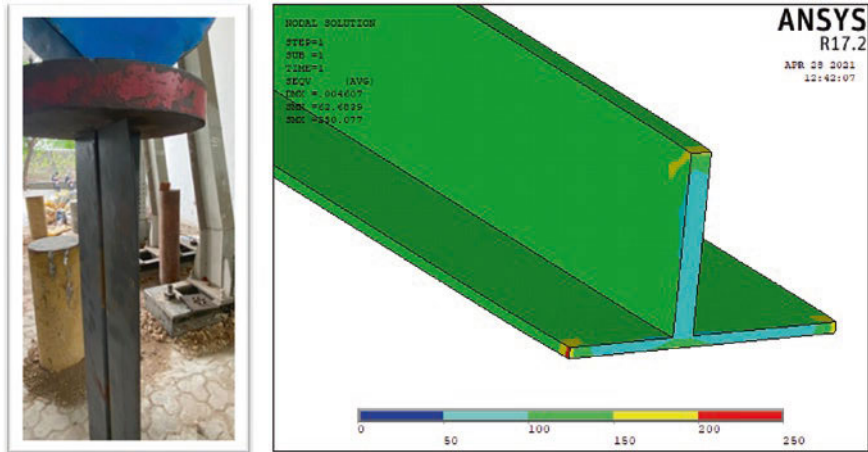 NODAL SOLUTION
STEP=1
SUB =1
TIME=1
SEQV (AVG)
DMX =.004607
SMN =62.6839
SMX =250.077
ANSYS
R17.2
APR 28 2021
12:42:07
0 50 100 150 200 250